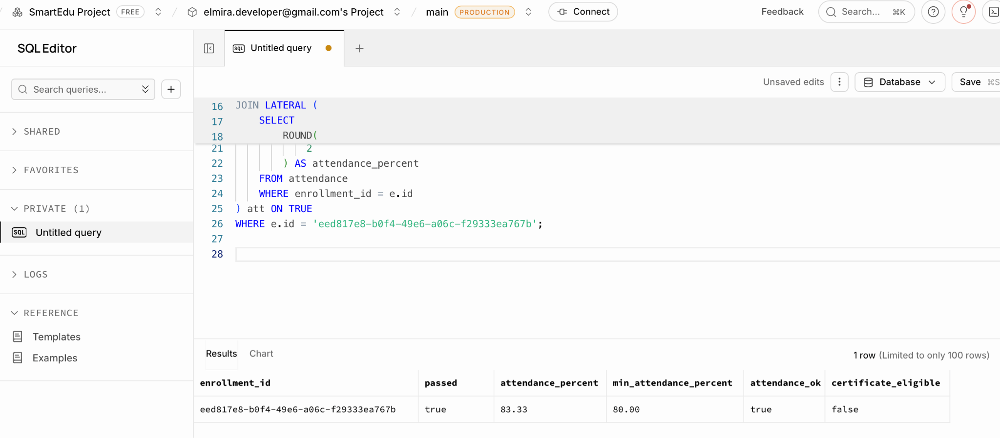 SmartEdu Project FREE / elmira.developer@gmail.com's Project / main PRODUCTION Connect Feedback Search... ⌘K
SQL Editor
SQL Untitled query
Search queries...
Unsaved edits Database Save ⌘S
SHARED
FAVORITES
PRIVATE (1)
SQL Untitled query
LOGS
REFERENCE
Templates
Examples
16 JOIN LATERAL (
17 SELECT
18 ROUND(
21 2
22 ) AS attendance_percent
23 FROM attendance
24 WHERE enrollment_id = e.id
25 ) att ON TRUE
26 WHERE e.id = 'eed817e8-b0f4-49e6-a06c-f29333ea767b';
27
28
Results Chart 1 row (Limited to only 100 rows)
enrollment_id passed attendance_percent min_attendance_percent attendance_ok certificate_eligible
eed817e8-b0f4-49e6-a06c-f29333ea767b true 83.33 80.00 true false